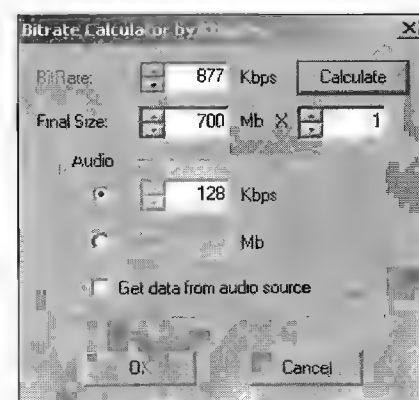 Bitrate Calculator by
BitRate: 877 Kbps Calculate
Final Size: 700 Mb X 1
Audio
128 Kbps
Mb
Get data from audio source
OK Cancel